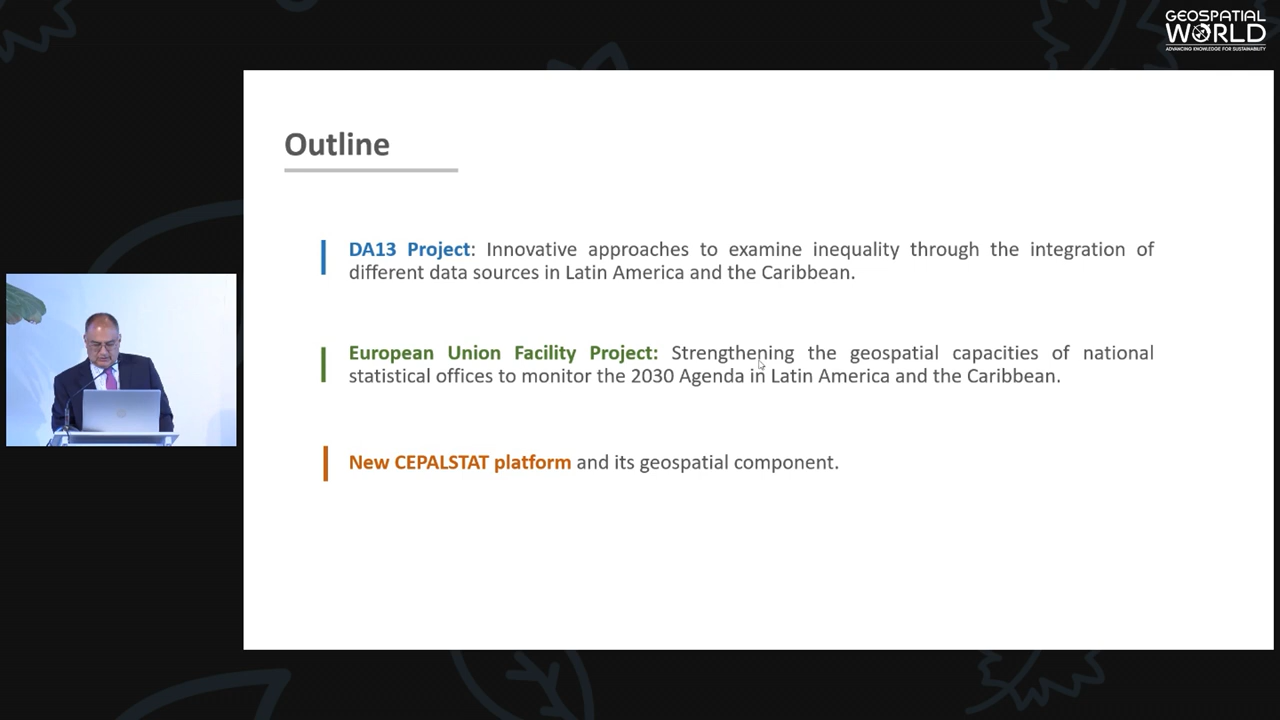 GEOSPATIAL
WORLD
ADVANCING KNOWLEDGE FOR SUSTAINABILITY
Outline
DA13 Project: Innovative approaches to examine inequality through the integration of
different data sources in Latin America and the Caribbean.
European Union Facility Project: Strengthening the geospatial capacities of national
statistical offices to monitor the 2030 Agenda in Latin America and the Caribbean.
New CEPALSTAT platform and its geospatial component.